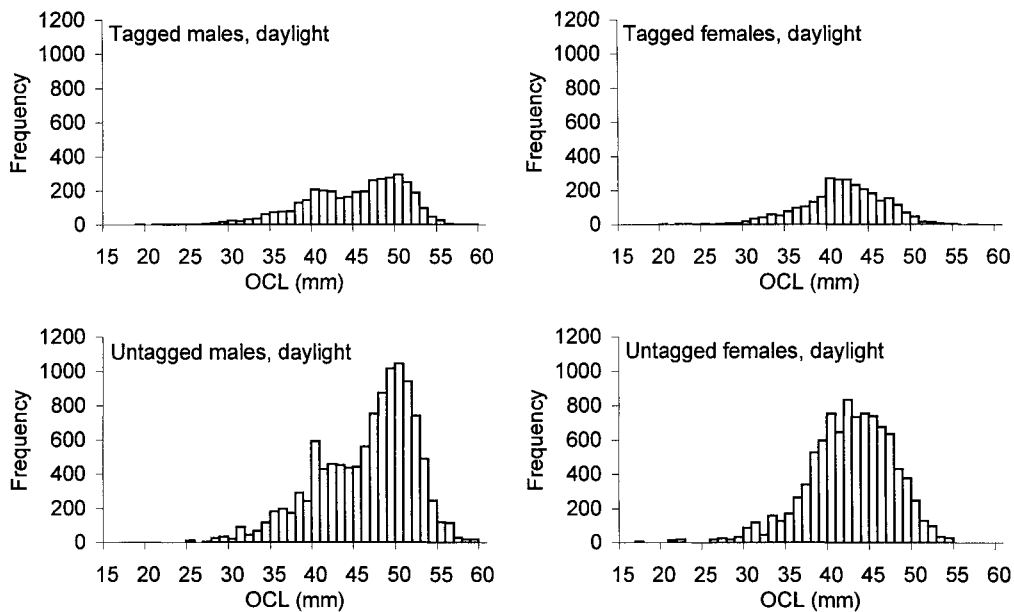 Tagged males, daylight
Frequency
1200
1000
800
600
400
200
0
15 20 25 30 35 40 45 50 55 60
OCL (mm)
Tagged females, daylight
Frequency
1200
1000
800
600
400
200
0
15 20 25 30 35 40 45 50 55 60
OCL (mm)
Untagged males, daylight
Frequency
1200
1000
800
600
400
200
0
15 20 25 30 35 40 45 50 55 60
OCL (mm)
Untagged females, daylight
Frequency
1200
1000
800
600
400
200
0
15 20 25 30 35 40 45 50 55 60
OCL (mm)